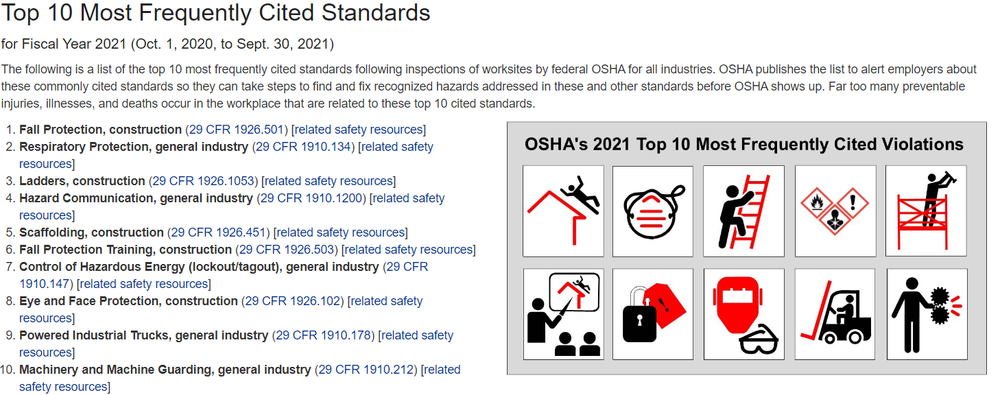 Top 10 Most Frequently Cited Standards
for Fiscal Year 2021 (Oct. 1, 2020, to Sept. 30, 2021)
The following is a list of the top 10 most frequently cited standards following inspections of worksites by federal OSHA for all industries. OSHA publishes the list to alert employers about
these commonly cited standards so they can take steps to find and fix recognized hazards addressed in these and other standards before OSHA shows up. Far too many preventable
injuries, illnesses, and deaths occur in the workplace that are related to these top 10 cited standards.
1. Fall Protection, construction (29 CFR 1926.501) [related safety resources]
2. Respiratory Protection, general industry (29 CFR 1910.134) [related safety
resources]
3. Ladders, construction (29 CFR 1926.1053) [related safety resources]
4. Hazard Communication, general industry (29 CFR 1910.1200) [related safety
resources]
5. Scaffolding, construction (29 CFR 1926.451) [related safety resources]
6. Fall Protection Training, construction (29 CFR 1926.503) [related safety resources]
7. Control of Hazardous Energy (lockout/tagout), general industry (29 CFR
1910.147) [related safety resources]
8. Eye and Face Protection, construction (29 CFR 1926.102) [related safety
resources]
9. Powered Industrial Trucks, general industry (29 CFR 1910.178) [related safety
resources]
10. Machinery and Machine Guarding, general industry (29 CFR 1910.212) [related
safety resources]
OSHA's 2021 Top 10 Most Frequently Cited Violations